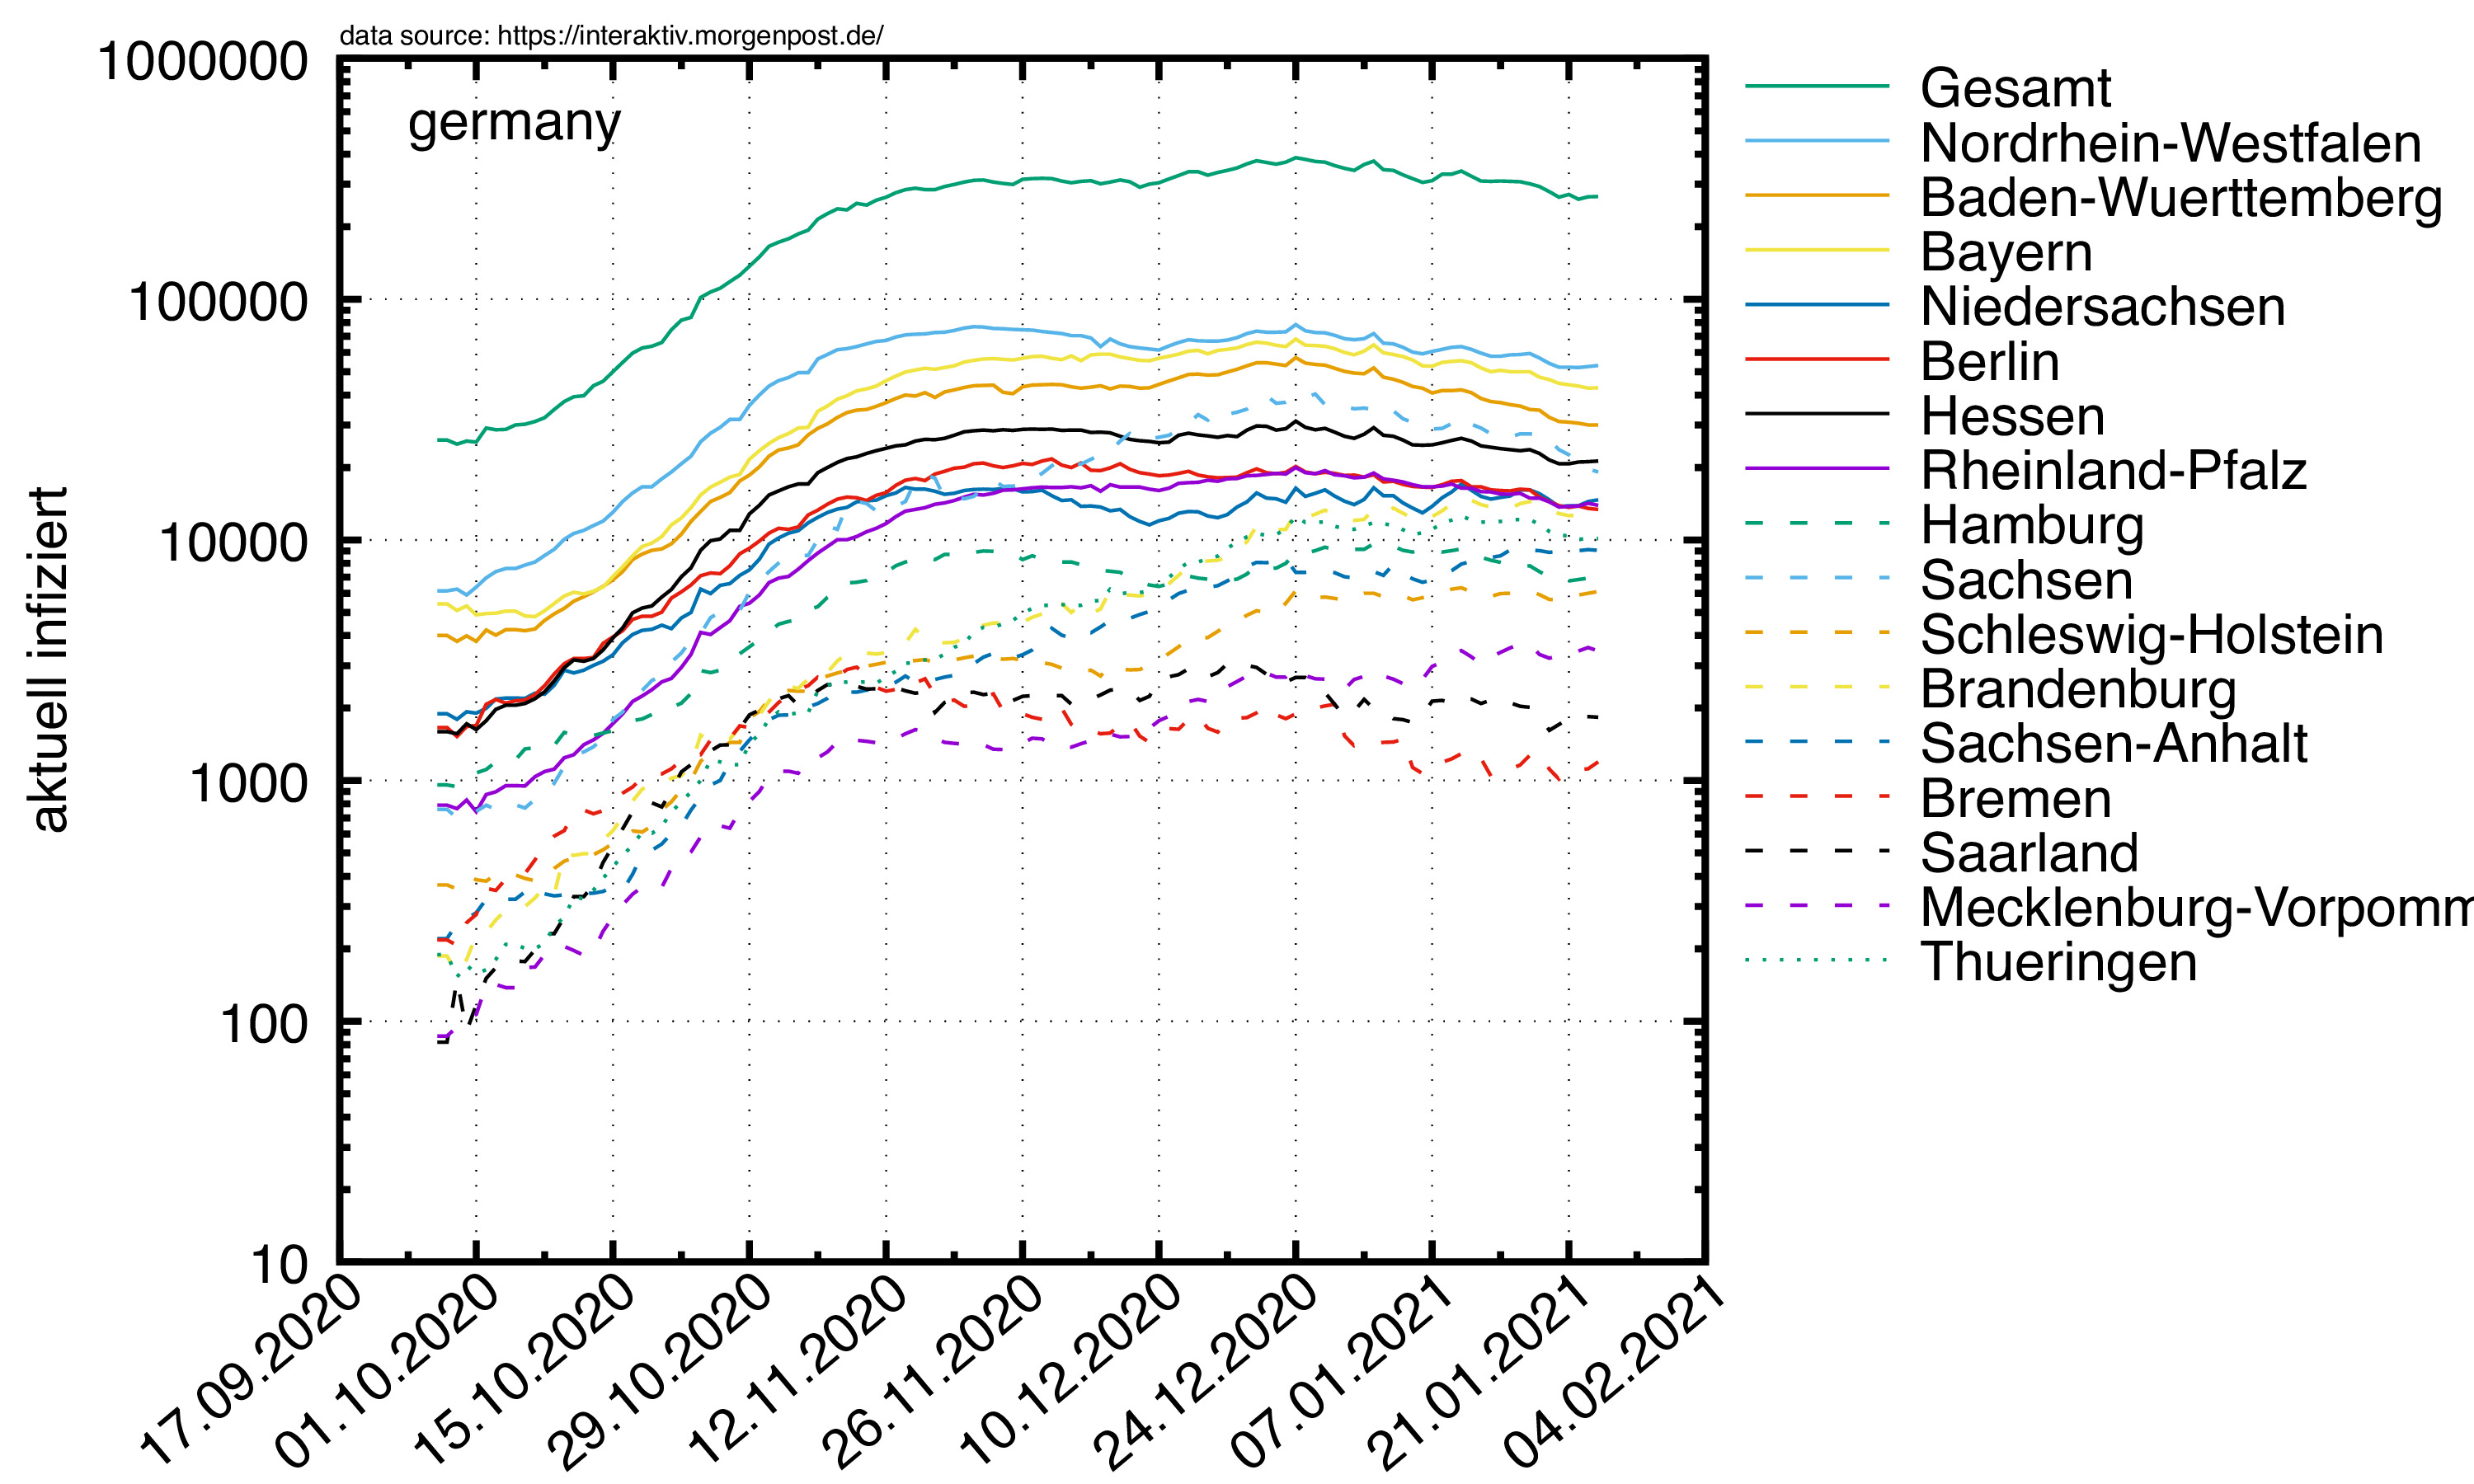 data source: https://interaktiv.morgenpost.de/
germany
aktuell infiziert
1000000
100000
10000
1000
100
10
17.09.2020
01.10.2020
15.10.2020
29.10.2020
12.11.2020
26.11.2020
10.12.2020
24.12.2020
07.01.2021
21.01.2021
04.02.2021
Gesamt
Nordrhein-Westfalen
Baden-Wuerttemberg
Bayern
Niedersachsen
Berlin
Hessen
Rheinland-Pfalz
Hamburg
Sachsen
Schleswig-Holstein
Brandenburg
Sachsen-Anhalt
Bremen
Saarland
Mecklenburg-Vorpomm
Thueringen